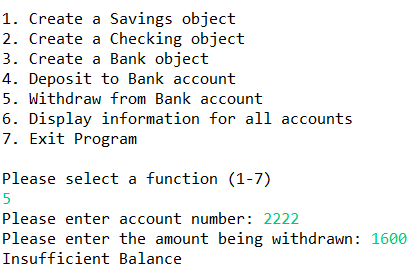 1. Create a Savings object
2. Create a Checking object
3. Create a Bank object
4. Deposit to Bank account
5. Withdraw from Bank account
6. Display information for all accounts
7. Exit Program
Please select a function (1-7)
5
Please enter account number: 2222
Please enter the amount being withdrawn: 1600
Insufficient Balance